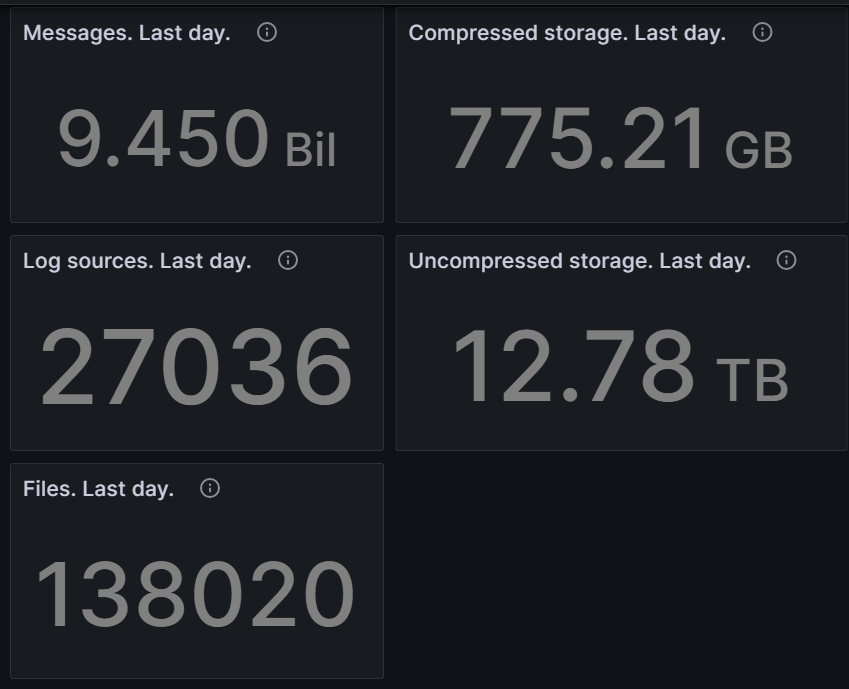 Messages. Last day.
9.450 Bil
Compressed storage. Last day.
775.21 GB
Log sources. Last day.
27036
Uncompressed storage. Last day.
12.78 TB
Files. Last day.
138020